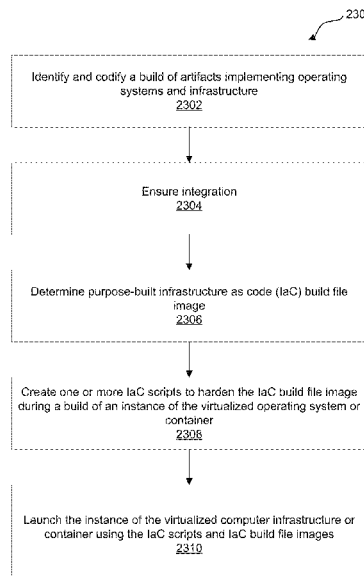 230
Identify and codify a build of artifacts implementing operating
systems and infrastructure
2302
Ensure integration
2304
Determine purpose-built infrastructure as code (IaC) build file
image
2306
Create one or more IaC scripts to harden the IaC build file image
during a build of an instance of the virtualized operating system or
container
2308
Launch the instance of the virtualized computer infrastructure or
container using the IaC scripts and IaC build file images
2310